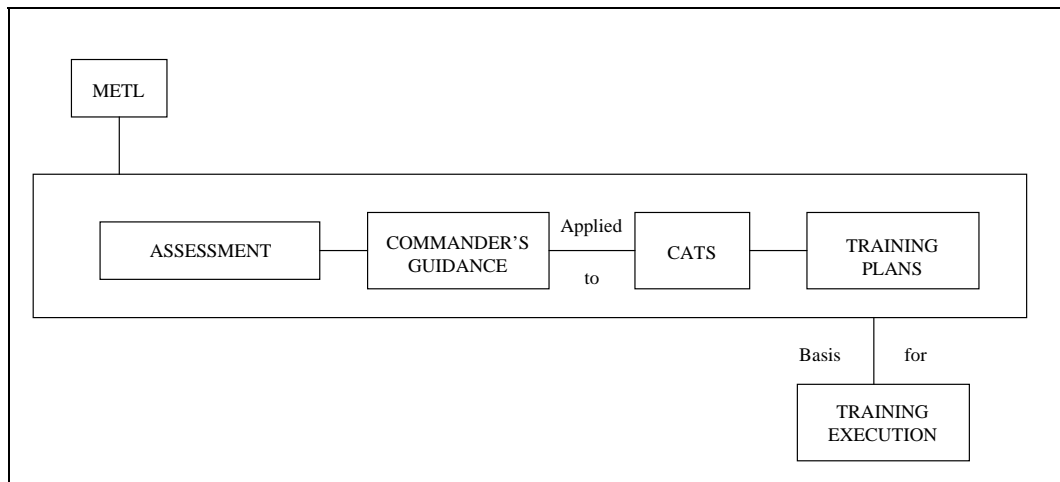 METL
ASSESSMENT
COMMANDER’S
GUIDANCE
Applied
to
CATS
TRAINING
PLANS
Basis for
TRAINING
EXECUTION